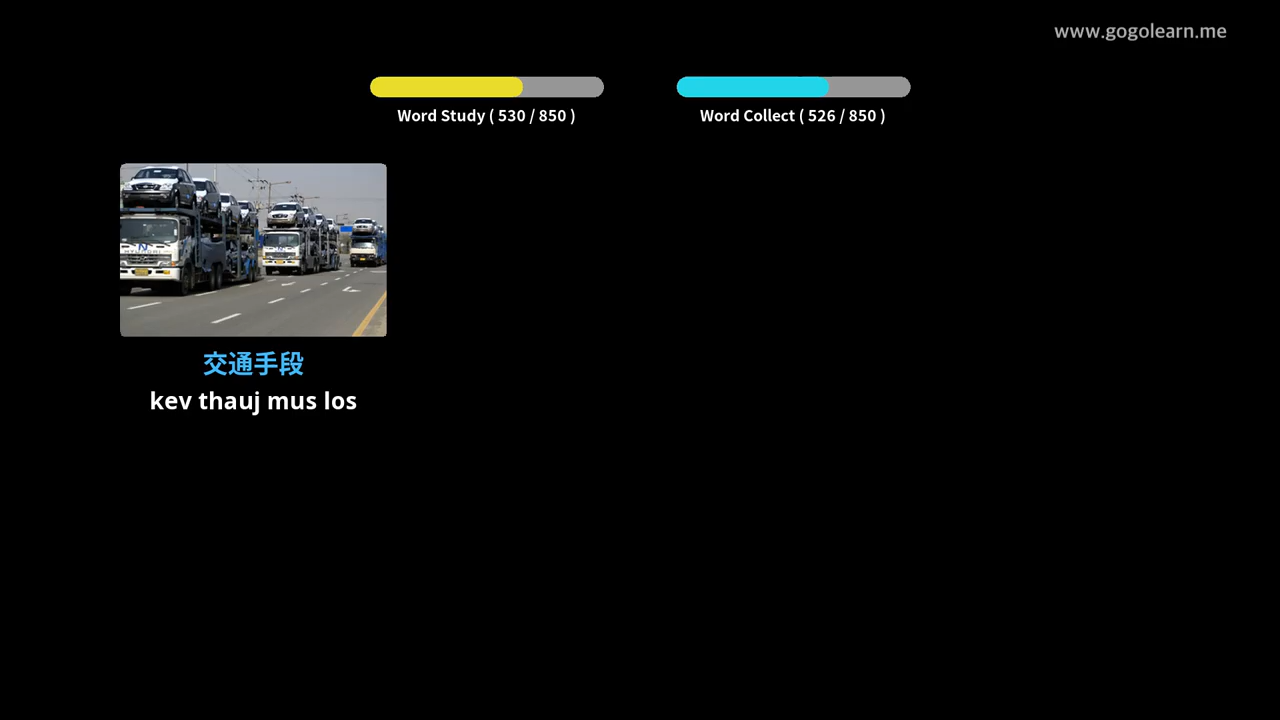 www.gogolearn.me
Word Study ( 530 / 850 )
Word Collect ( 526 / 850 )
交通手段
kev thauj mus los